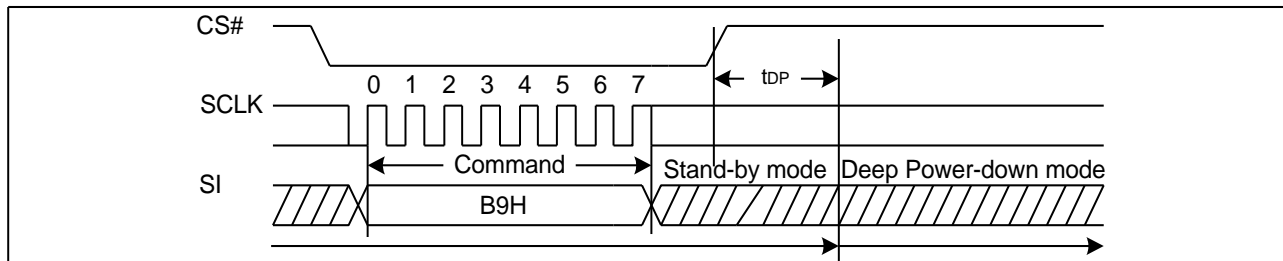 CS#
tDP
0 1 2 3 4 5 6 7
SCLK
Command
Stand-by mode Deep Power-down mode
SI
B9H